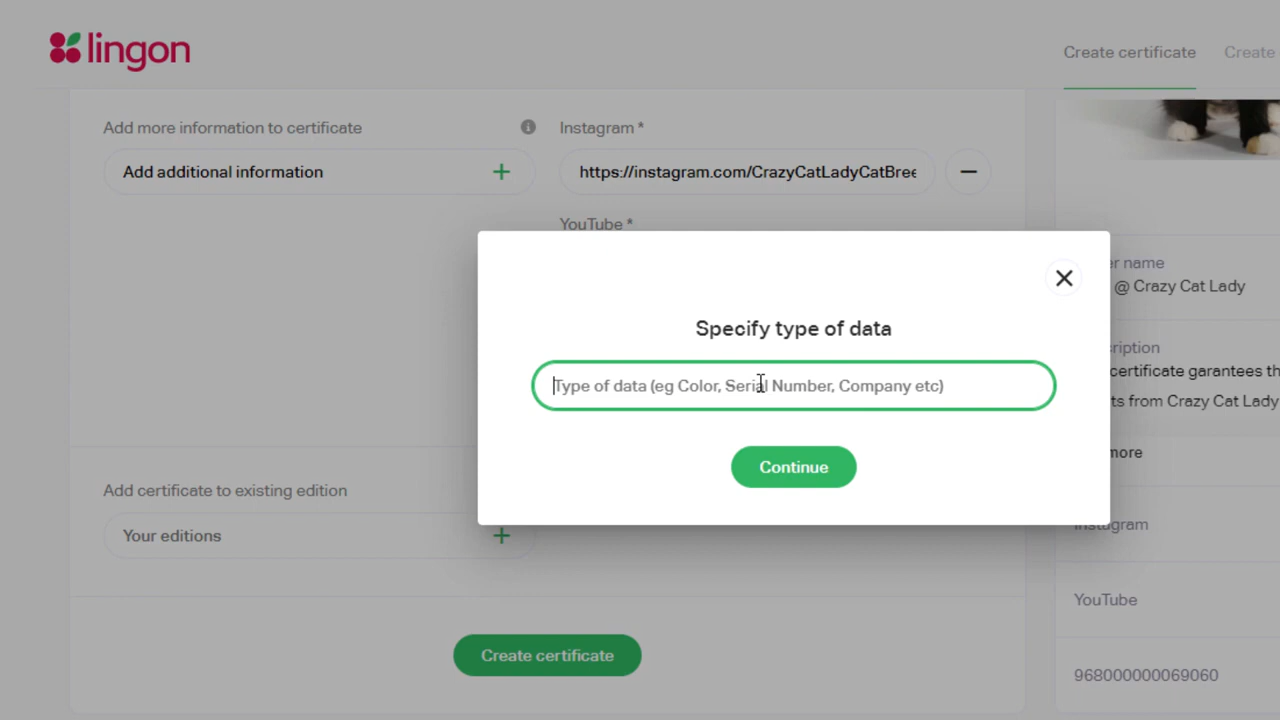 lingon
Create certificate
Create
Add more information to certificate
Instagram *
Add additional information
https://instagram.com/CrazyCatLadyCatBree
YouTube *
Specify type of data
Type of data (eg Color, Serial Number, Company etc)
Continue
Add certificate to existing edition
Your editions
Create certificate
name
@ Crazy Cat Lady
certificate garantees
from Crazy Cat Lady
more
Instagram
YouTube
968000000069060